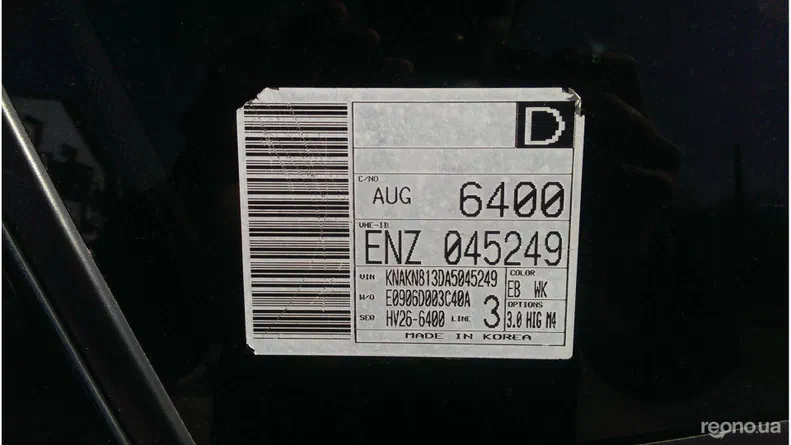 D
C/NO
AUG 6400
VHE-ID
ENZ 045249
VIN KNAKN813DA5045249
COLOR
EB WK
W/O E0906D003C40A
OPTIONS
SEQ HV26-6400 LINE 3
3.0 HIG M4
MADE IN KOREA
reono.ua